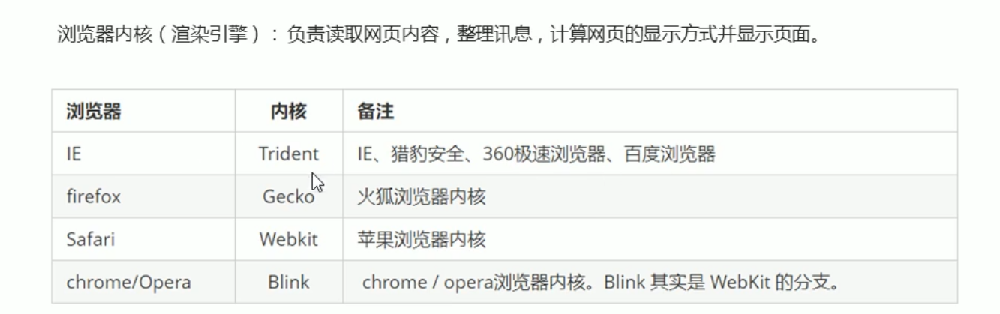 浏览器内核（渲染引擎）：负责读取网页内容，整理讯息，计算网页的显示方式并显示页面。
浏览器 内核 备注
IE Trident IE、猎豹安全、360极速浏览器、百度浏览器
firefox Gecko 火狐浏览器内核
Safari Webkit 苹果浏览器内核
chrome/Opera Blink chrome / opera浏览器内核。Blink 其实是 WebKit 的分支。